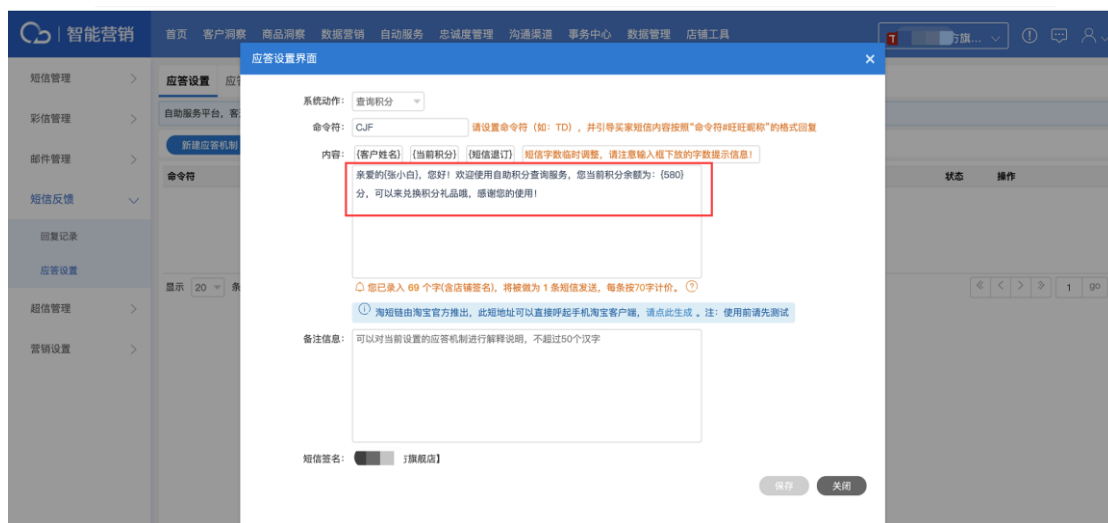 智能营销
首页 客户洞察 商品洞察 数据营销 自动服务 忠诚度管理 沟通渠道 事务中心 数据管理 店铺工具
T 旗...
短信管理
彩信管理
邮件管理
短信反馈
回复记录
应答设置
超信管理
营销设置
应答设置 应答
自助服务平台，客
新建应答机制
命令符
状态 操作
显示 20 条
1 go
应答设置界面
系统动作： 查询积分
命令符： CJF 请设置命令符（如：TD），并引导买家短信内容按照“命令符#旺旺昵称”的格式回复
内容： {客户姓名} {当前积分} {短信退订} 短信字数临时调整，请注意输入框下放的字数提示信息！
亲爱的{张小白}，您好！欢迎使用自助积分查询服务，您当前积分余额为：{580}
分，可以来兑换积分礼品哦，感谢您的使用！
您已录入 69 个字(含店铺签名)，将被做为 1 条短信发送，每条按70字计价。
淘短链由淘宝官方推出，此短地址可以直接呼起手机淘宝客户端，请点此生成 。注：使用前请先测试
备注信息： 可以对当前设置的应答机制进行解释说明，不超过50个汉字
短信签名： 旗舰店】
保存 关闭